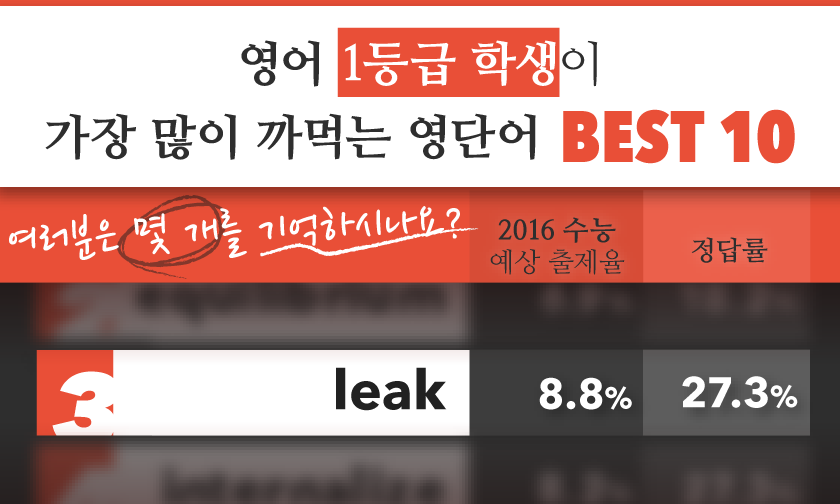 영어 1등급 학생이
가장 많이 까먹는 영단어 BEST 10
여러분은 몇 개를 기억하시나요?
2016 수능
예상 출제율
정답률
equilibrium
3 leak 8.8% 27.3%
internalize